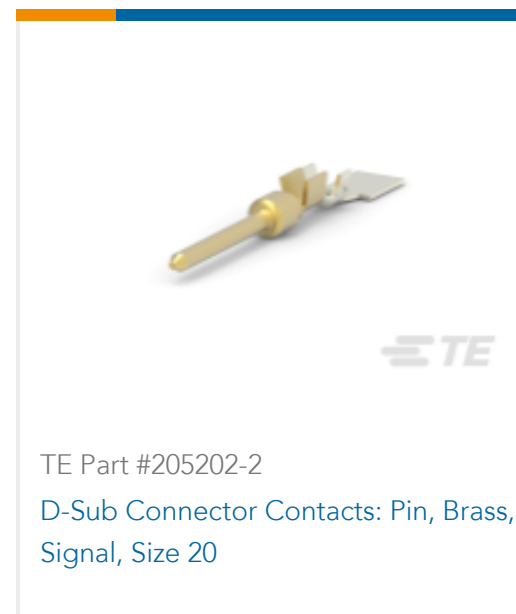 TE
TE Part #205202-2
D-Sub Connector Contacts: Pin, Brass,
Signal, Size 20